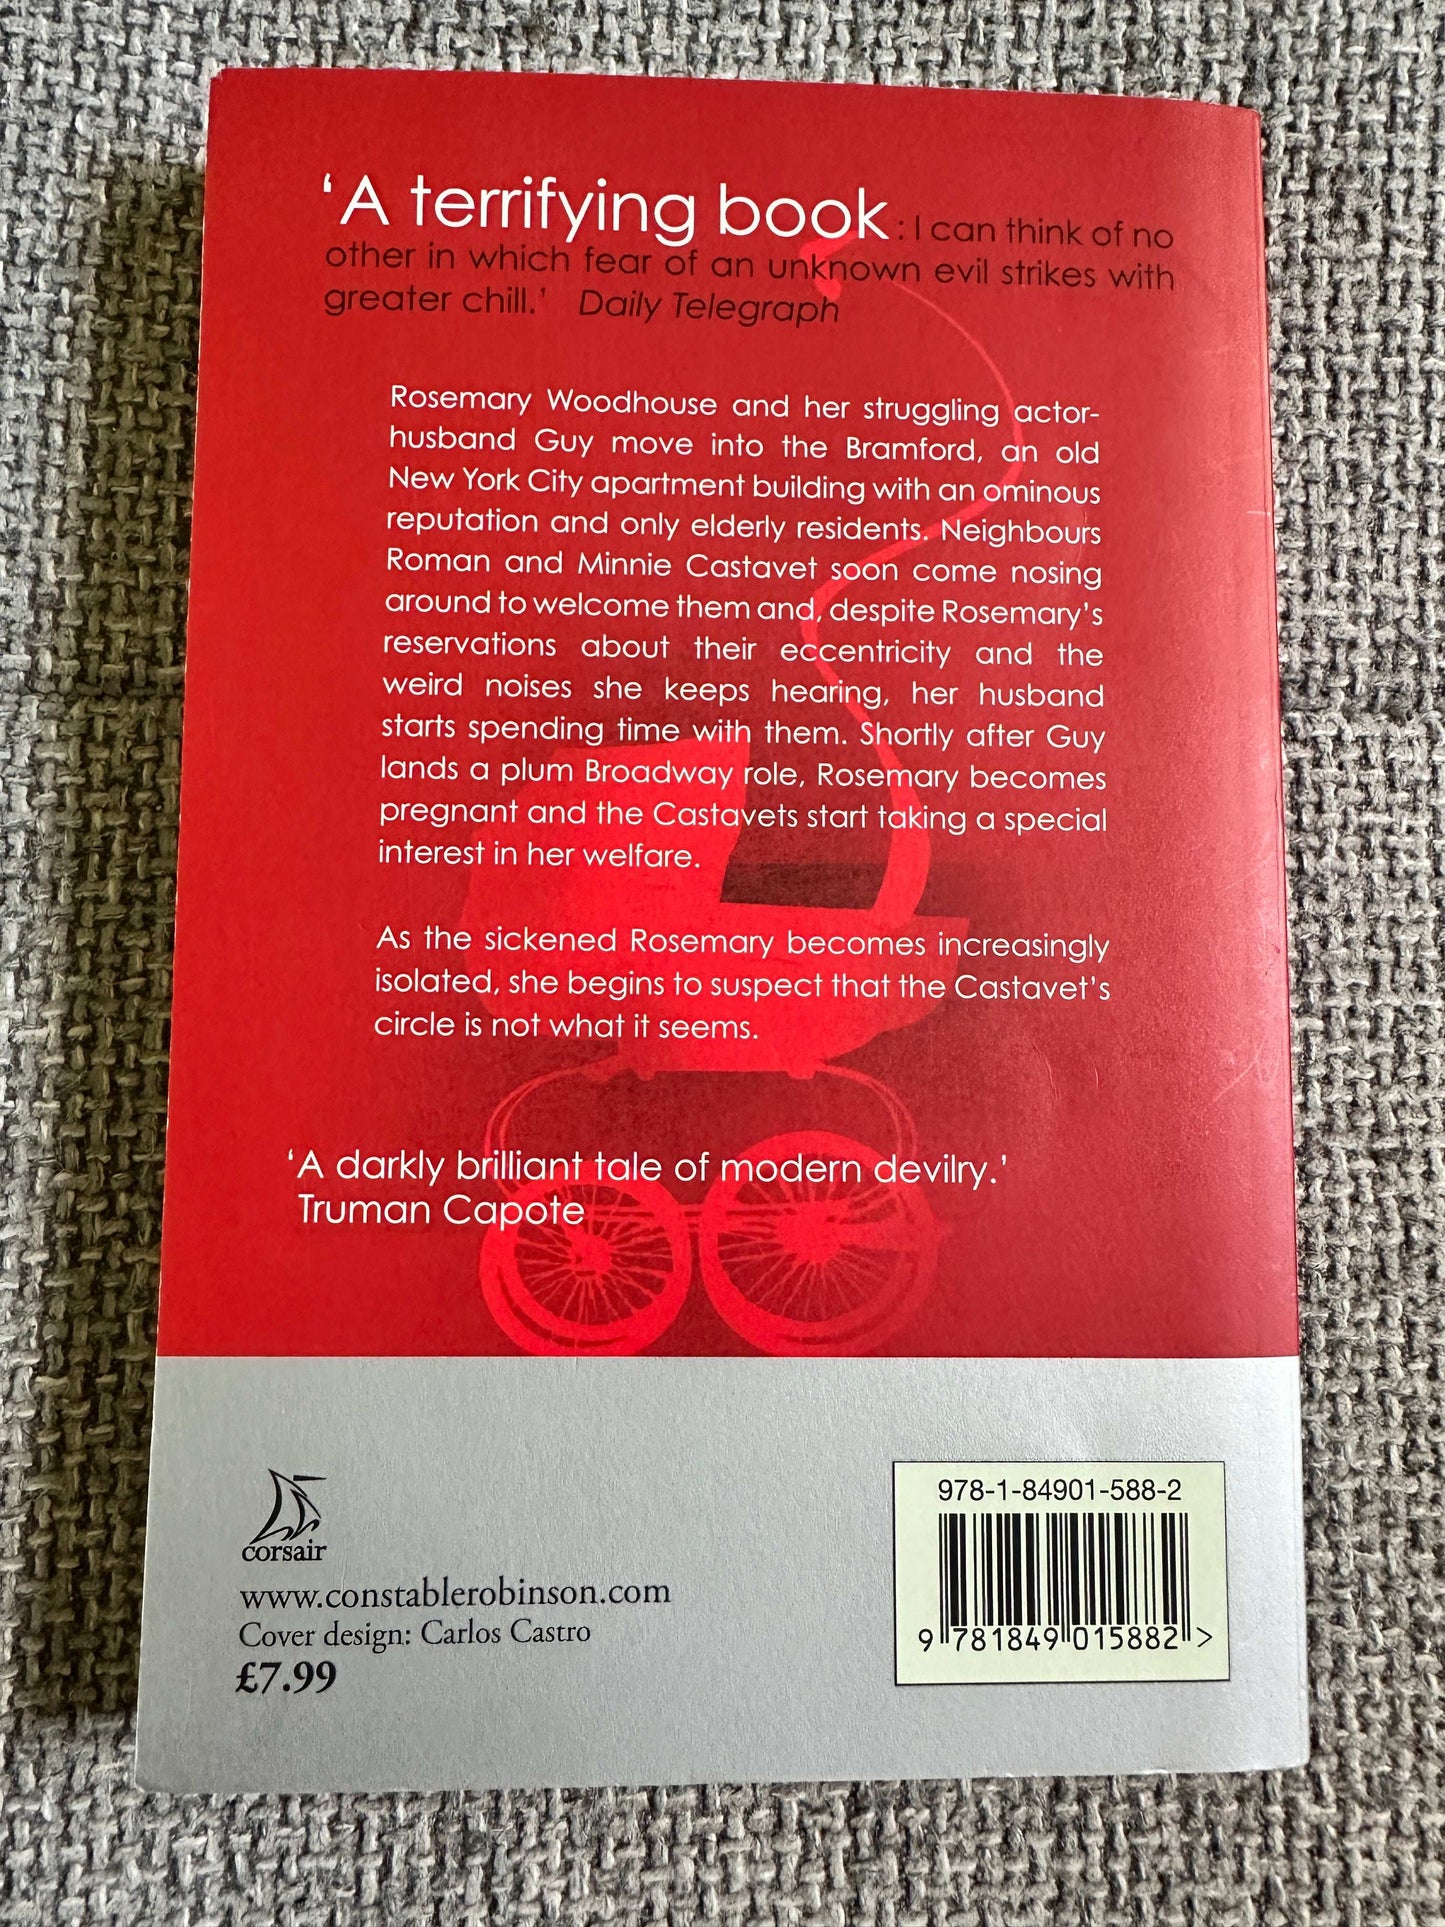 ‘A terrifying book : I can think of no
other in which fear of an unknown evil strikes with
greater chill.’ Daily Telegraph
Rosemary Woodhouse and her struggling actor-
husband Guy move into the Bramford, an old
New York City apartment building with an ominous
reputation and only elderly residents. Neighbours
Roman and Minnie Castavet soon come nosing
around to welcome them and, despite Rosemary’s
reservations about their eccentricity and the
weird noises she keeps hearing, her husband
starts spending time with them. Shortly after Guy
lands a plum Broadway role, Rosemary becomes
pregnant and the Castavets start taking a special
interest in her welfare.
As the sickened Rosemary becomes increasingly
isolated, she begins to suspect that the Castavet’s
circle is not what it seems.
‘A darkly brilliant tale of modern devilry.’
Truman Capote
corsair
www.constablerobinson.com
Cover design: Carlos Castro
£7.99
978-1-84901-588-2
9 781849 015882 >